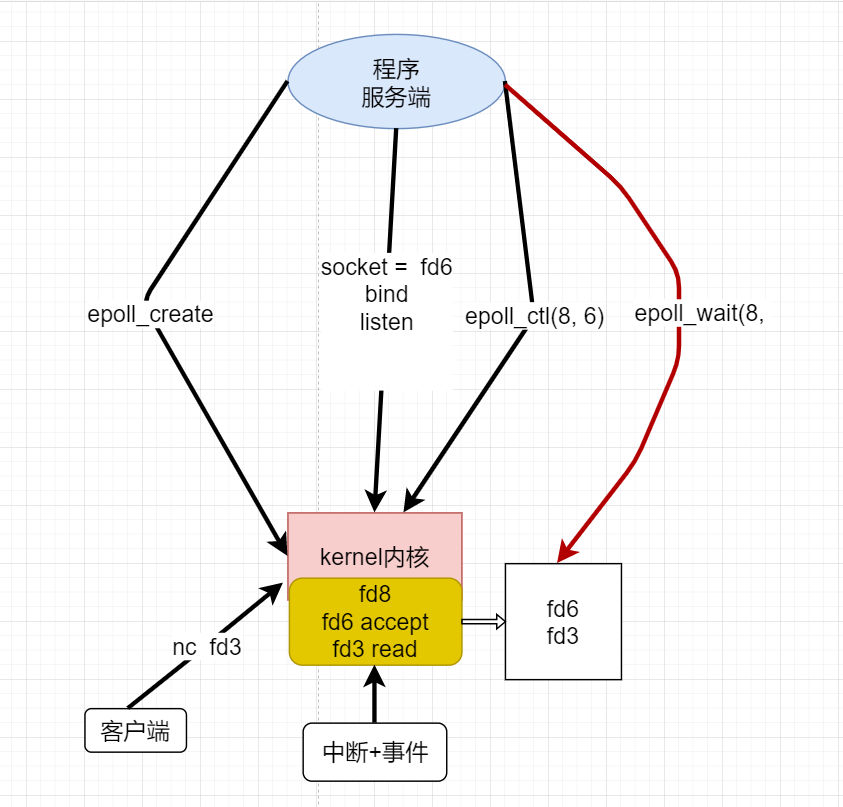 程序
服务端
socket = fd6
bind
listen
epoll_create
epoll_ctl(8, 6)
epoll_wait(8,
kernel内核
fd8
fd6 accept
fd3 read
fd6
fd3
nc fd3
客户端
中断+事件